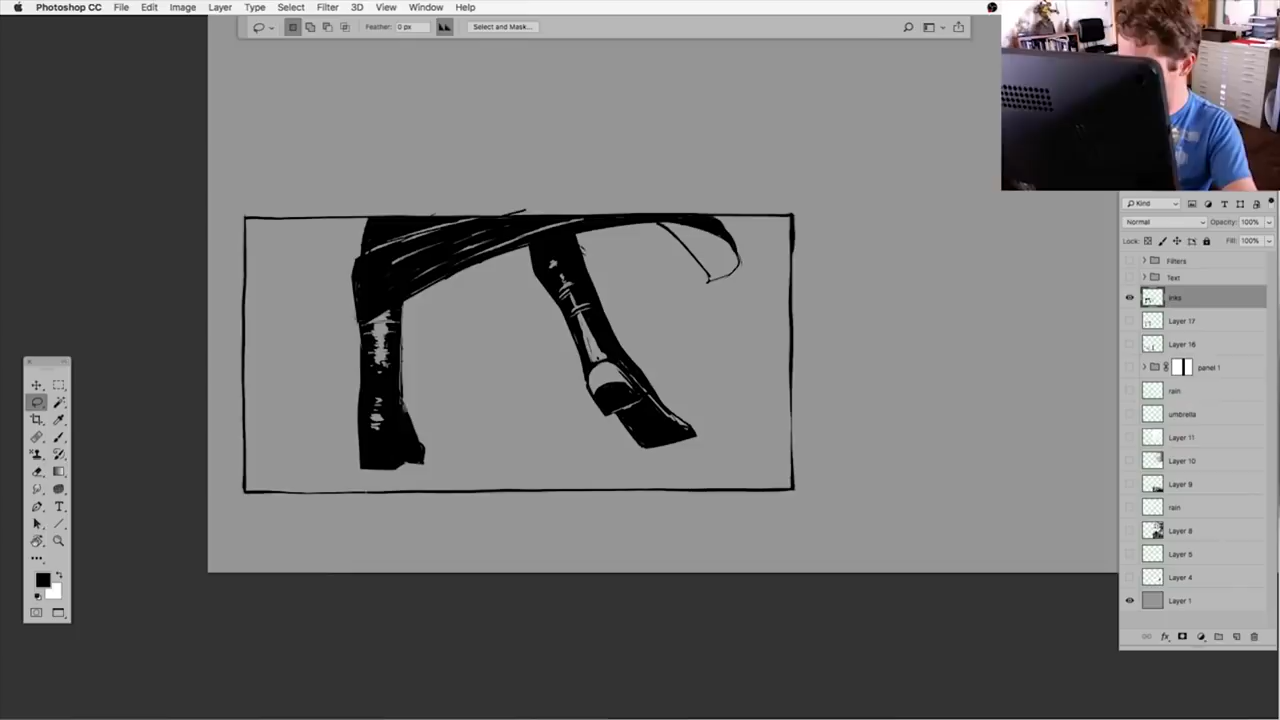 Photoshop CC File Edit Image Layer Type Select Filter 3D View Window Help
Feather: 0 px Select and Mask...
Kind
Normal Opacity: 100%
Lock: Fill: 100%
Filters
Text
inks
Layer 17
Layer 16
panel 1
rain
umbrella
Layer 11
Layer 10
Layer 9
rain
Layer 8
Layer 5
Layer 4
Layer 1